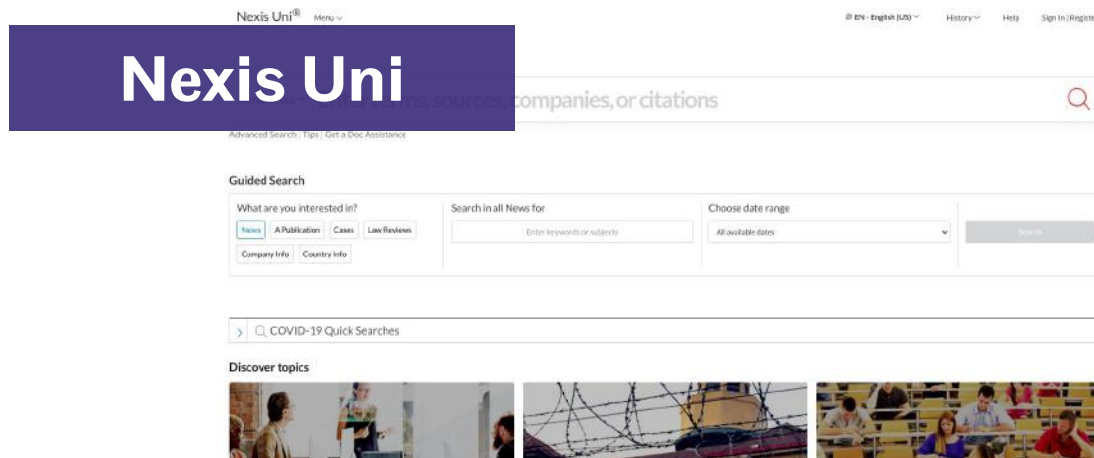 Nexis Uni® Menu
EN - English (US) History Help Sign In | Registe
Nexis Uni
Enter terms, sources, companies, or citations
Advanced Search | Tips | Get a Doc Assistance
Guided Search
What are you interested in?
News A Publication Cases Law Reviews
Company Info Country Info
Search in all News for
Enter keywords or subjects
Choose date range
All available dates
Search
COVID-19 Quick Searches
Discover topics